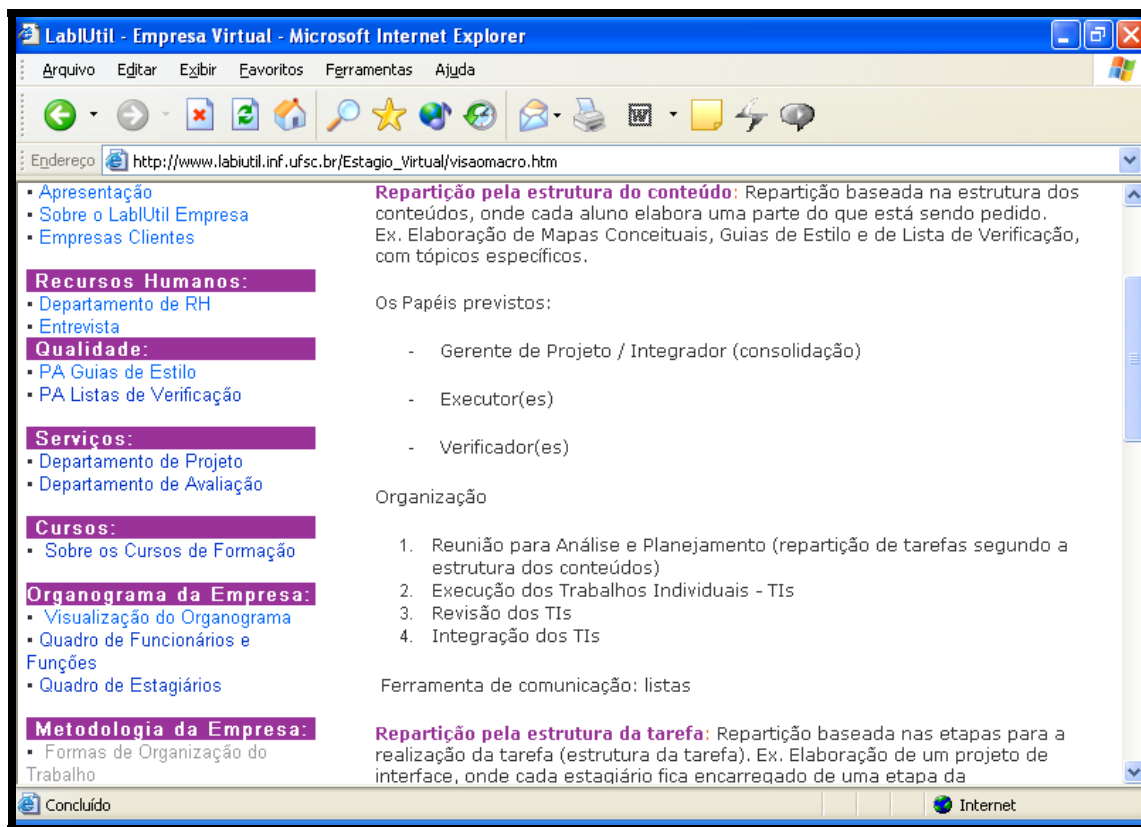 LabIUtil - Empresa Virtual - Microsoft Internet Explorer
Arquivo Editar Exibir Favoritos Ferramentas Ajuda
Endereço http://www.labiutil.inf.ufsc.br/Estagio_Virtual/visaomacro.htm
▪ Apresentação
▪ Sobre o LabIUtil Empresa
▪ Empresas Clientes
Recursos Humanos:
▪ Departamento de RH
▪ Entrevista
Qualidade:
▪ PA Guias de Estilo
▪ PA Listas de Verificação
Serviços:
▪ Departamento de Projeto
▪ Departamento de Avaliação
Cursos:
▪ Sobre os Cursos de Formação
Organograma da Empresa:
▪ Visualização do Organograma
▪ Quadro de Funcionários e
Funções
▪ Quadro de Estagiários
Metodologia da Empresa:
▪ Formas de Organização do
Trabalho
Repartição pela estrutura do conteúdo: Repartição baseada na estrutura dos
conteúdos, onde cada aluno elabora uma parte do que está sendo pedido.
Ex. Elaboração de Mapas Conceituais, Guias de Estilo e de Lista de Verificação,
com tópicos específicos.
Os Papéis previstos:
- Gerente de Projeto / Integrador (consolidação)
- Executor(es)
- Verificador(es)
Organização
1. Reunião para Análise e Planejamento (repartição de tarefas segundo a
estrutura dos conteúdos)
2. Execução dos Trabalhos Individuais - TIs
3. Revisão dos TIs
4. Integração dos TIs
Ferramenta de comunicação: listas
Repartição pela estrutura da tarefa: Repartição baseada nas etapas para a
realização da tarefa (estrutura da tarefa). Ex. Elaboração de um projeto de
interface, onde cada estagiário fica encarregado de uma etapa da
Concluído
Internet